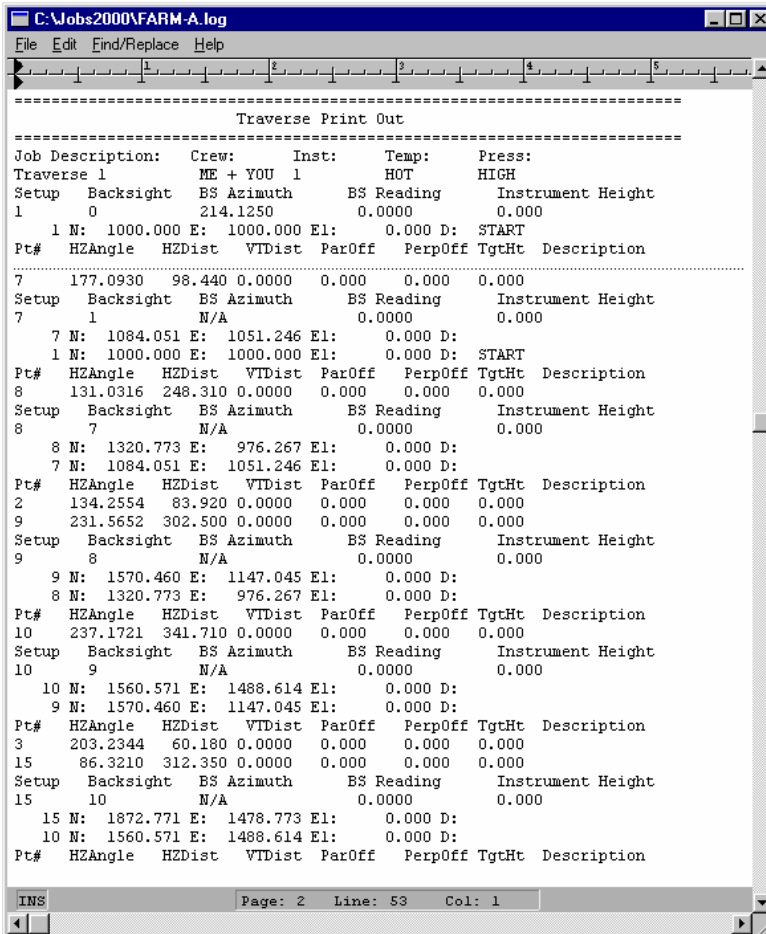 C:\Jobs2000\FARM-A.log
File Edit Find/Replace Help
1 2 3 4 5
========================================================================
Traverse Print Out
========================================================================
Job Description: Crew: Inst: Temp: Press:
Traverse 1 ME + YOU 1 HOT HIGH
Setup Backsight BS Azimuth BS Reading Instrument Height
1 0 214.1250 0.0000 0.000
1 N: 1000.000 E: 1000.000 El: 0.000 D: START
Pt# HZAngle HZDist VTDist ParOff PerpOff TgtHt Description
7 177.0930 98.440 0.0000 0.000 0.000 0.000
Setup Backsight BS Azimuth BS Reading Instrument Height
7 1 N/A 0.0000 0.000
7 N: 1084.051 E: 1051.246 El: 0.000 D:
1 N: 1000.000 E: 1000.000 El: 0.000 D: START
Pt# HZAngle HZDist VTDist ParOff PerpOff TgtHt Description
8 131.0316 248.310 0.0000 0.000 0.000 0.000
Setup Backsight BS Azimuth BS Reading Instrument Height
8 7 N/A 0.0000 0.000
8 N: 1320.773 E: 976.267 El: 0.000 D:
7 N: 1084.051 E: 1051.246 El: 0.000 D:
Pt# HZAngle HZDist VTDist ParOff PerpOff TgtHt Description
2 134.2554 83.920 0.0000 0.000 0.000 0.000
9 231.5652 302.500 0.0000 0.000 0.000 0.000
Setup Backsight BS Azimuth BS Reading Instrument Height
9 8 N/A 0.0000 0.000
9 N: 1570.460 E: 1147.045 El: 0.000 D:
8 N: 1320.773 E: 976.267 El: 0.000 D:
Pt# HZAngle HZDist VTDist ParOff PerpOff TgtHt Description
10 237.1721 341.710 0.0000 0.000 0.000 0.000
Setup Backsight BS Azimuth BS Reading Instrument Height
10 9 N/A 0.0000 0.000
10 N: 1560.571 E: 1488.614 El: 0.000 D:
9 N: 1570.460 E: 1147.045 El: 0.000 D:
Pt# HZAngle HZDist VTDist ParOff PerpOff TgtHt Description
3 203.2344 60.180 0.0000 0.000 0.000 0.000
15 86.3210 312.350 0.0000 0.000 0.000 0.000
Setup Backsight BS Azimuth BS Reading Instrument Height
15 10 N/A 0.0000 0.000
15 N: 1872.771 E: 1478.773 El: 0.000 D:
10 N: 1560.571 E: 1488.614 El: 0.000 D:
Pt# HZAngle HZDist VTDist ParOff PerpOff TgtHt Description
INS Page: 2 Line: 53 Col: 1